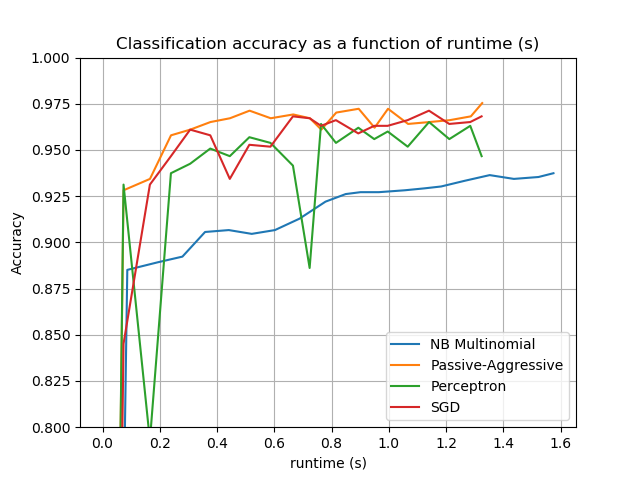 Classification accuracy as a function of runtime (s)
1.000
0.975
0.950
0.925
0.900
0.875
0.850
0.825
0.800
Accuracy
0.0 0.2 0.4 0.6 0.8 1.0 1.2 1.4 1.6
runtime (s)
NB Multinomial
Passive-Aggressive
Perceptron
SGD